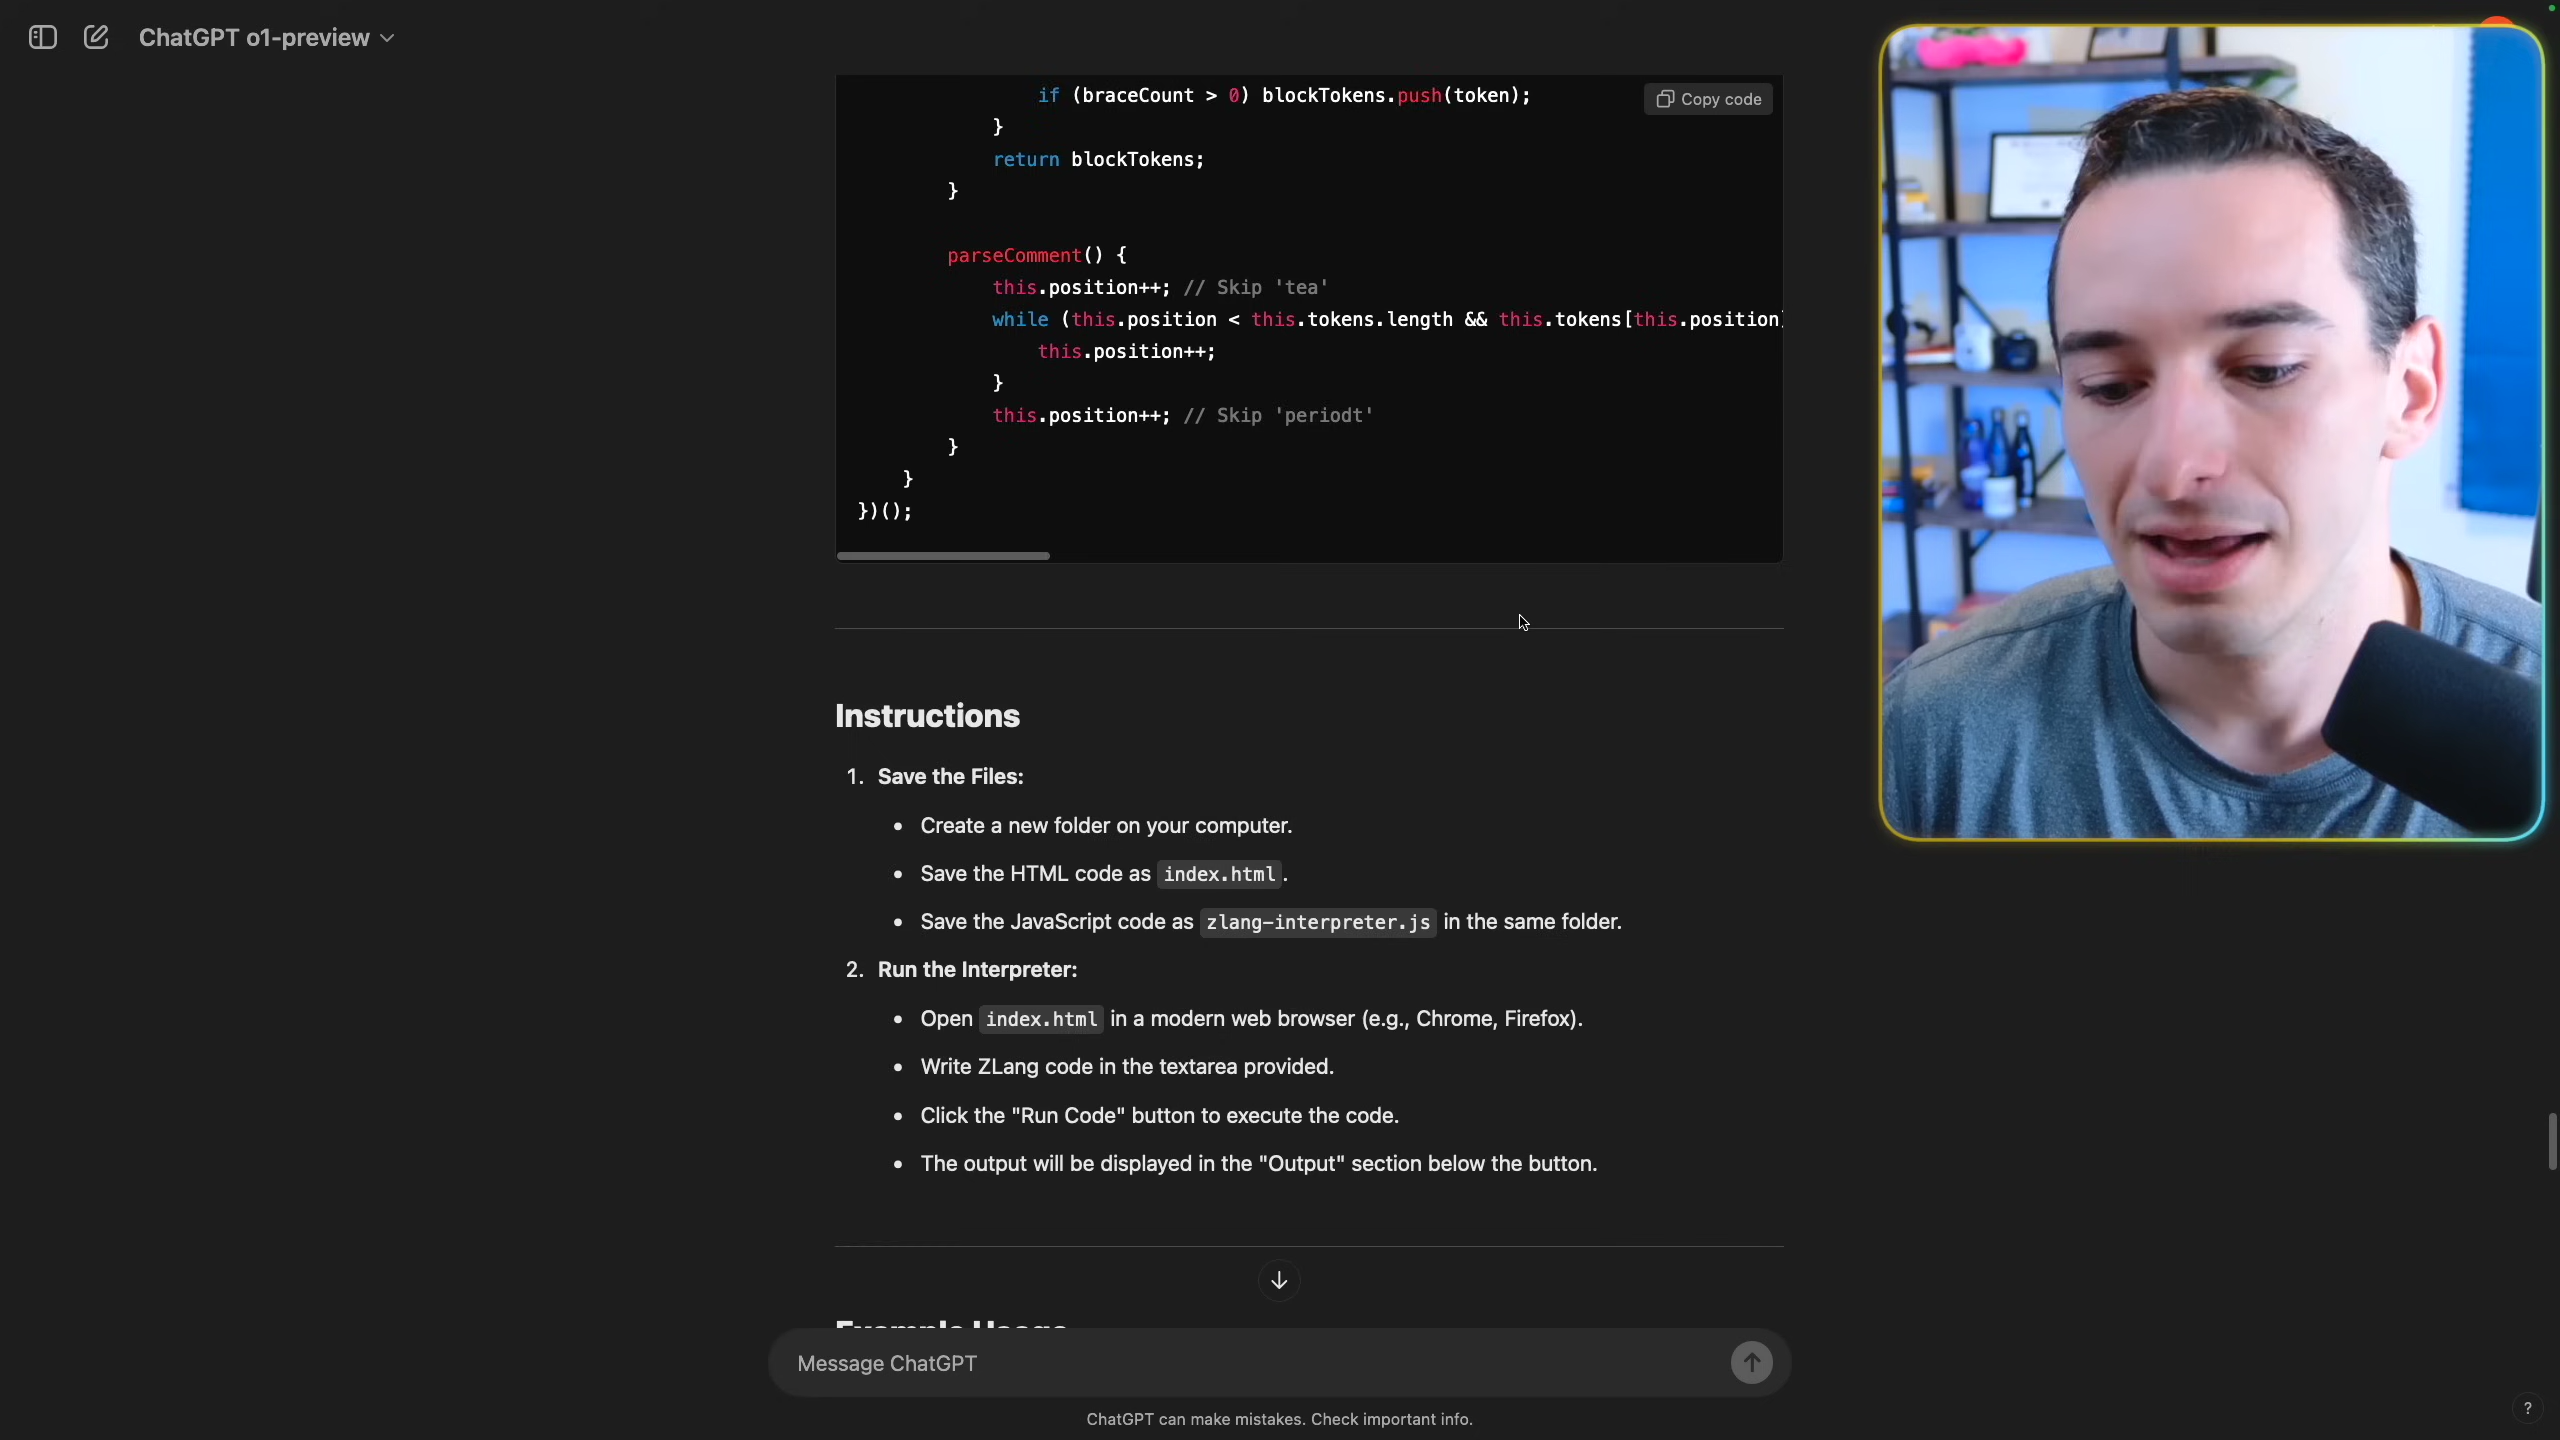 ChatGPT o1-preview
Copy code
if (braceCount > 0) blockTokens.push(token);
}
return blockTokens;
}
parseComment() {
this.position++; // Skip 'tea'
while (this.position < this.tokens.length && this.tokens[this.position]
this.position++;
}
this.position++; // Skip 'periodt'
}
}
})();
Instructions
1. Save the Files:
• Create a new folder on your computer.
• Save the HTML code as index.html.
• Save the JavaScript code as zlang-interpreter.js in the same folder.
2. Run the Interpreter:
• Open index.html in a modern web browser (e.g., Chrome, Firefox).
• Write ZLang code in the textarea provided.
• Click the "Run Code" button to execute the code.
• The output will be displayed in the "Output" section below the button.
Example Usage
Message ChatGPT
ChatGPT can make mistakes. Check important info.
?